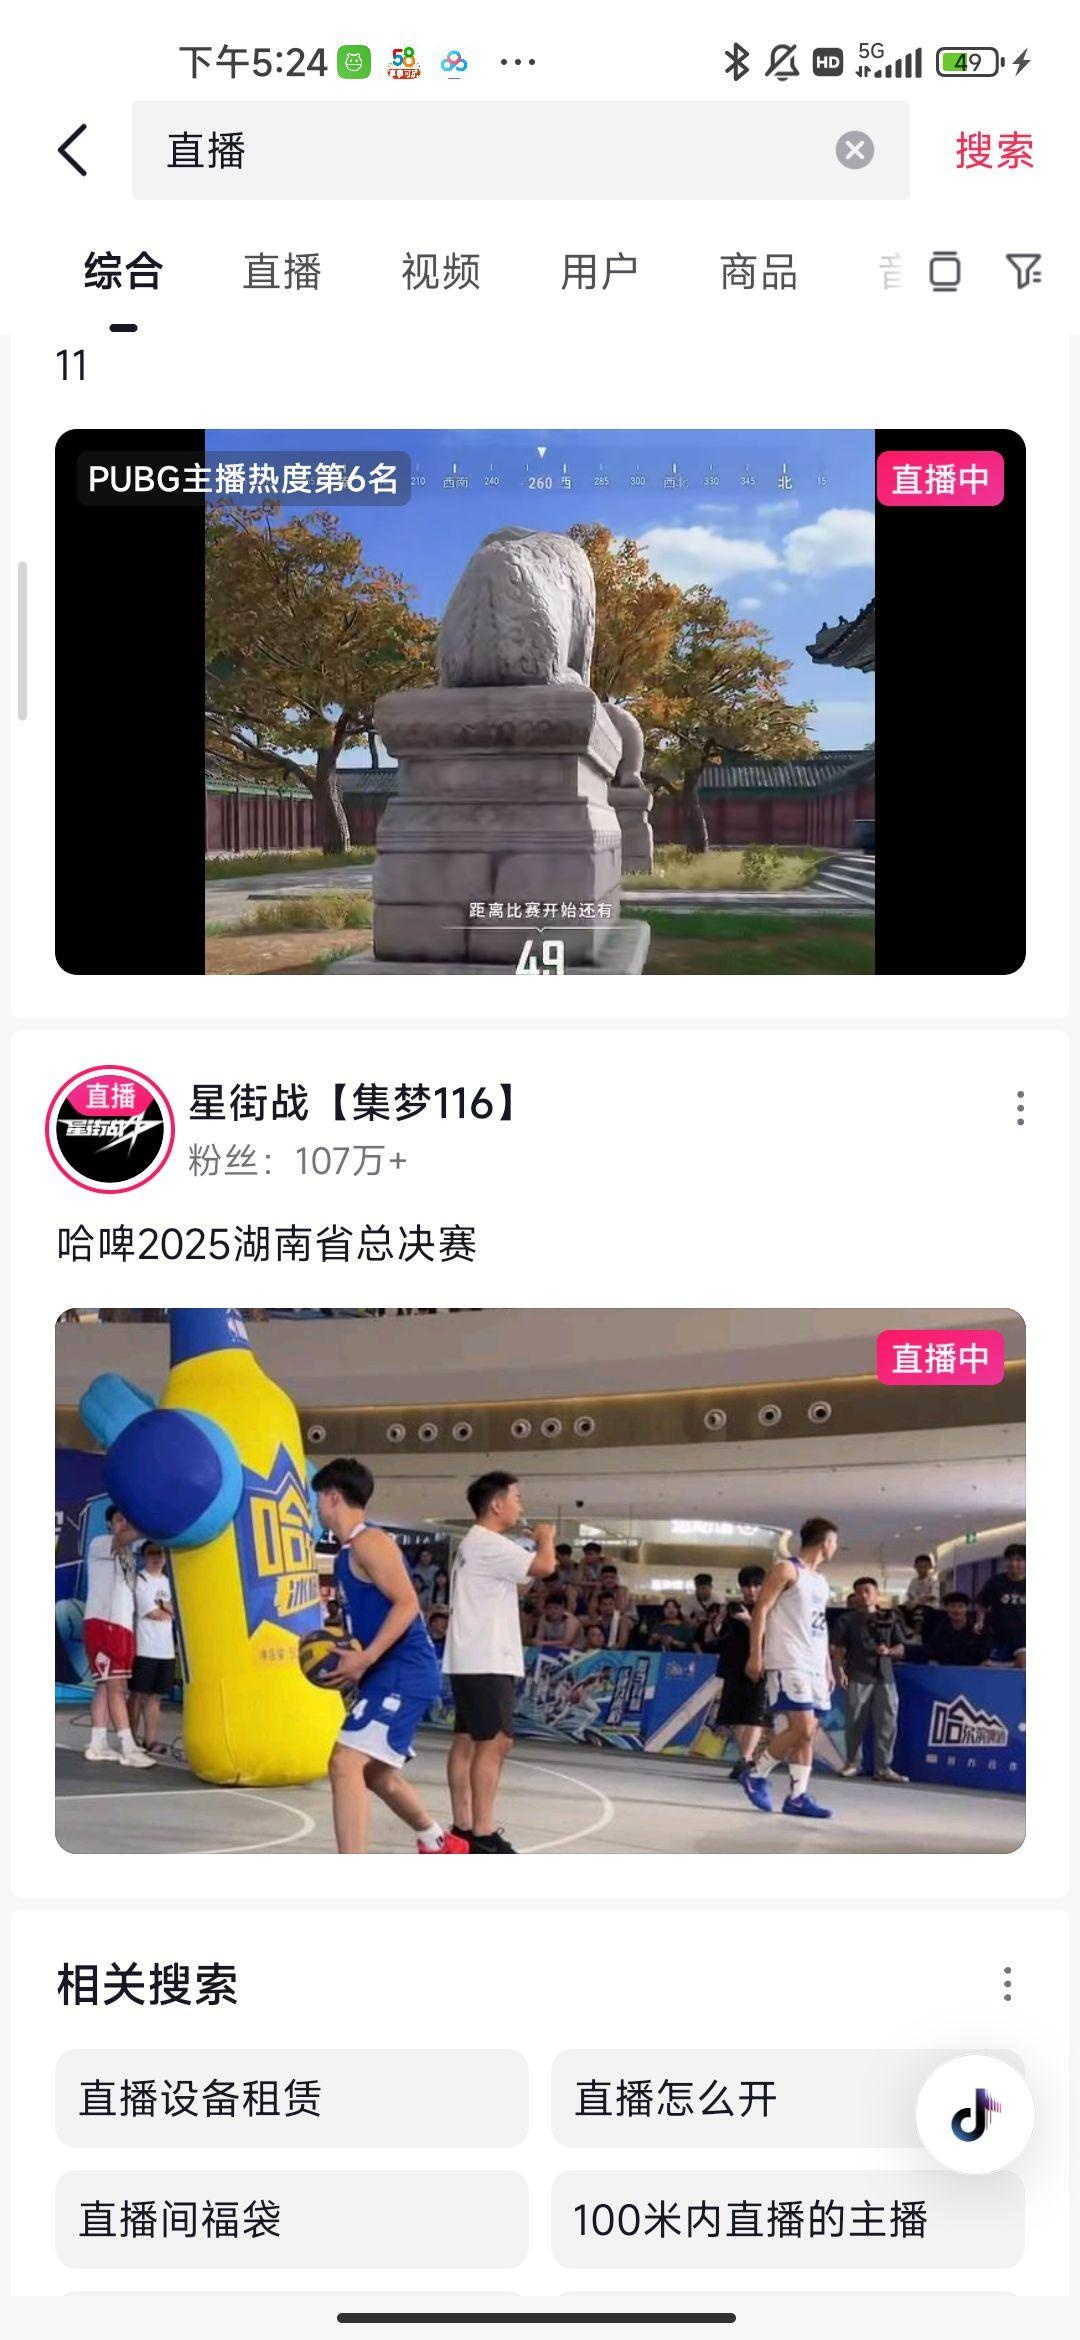 下午5:24
58
HD
5G
49
直播
搜索
综合
直播
视频
用户
商品
11
PUBG主播热度第6名
210 西南 240 260 西 285 300 西北 330 345 北 15
直播中
距离比赛开始还有
49
直播
星街战
星街战【集梦116】
粉丝：107万+
哈啤2025湖南省总决赛
直播中
相关搜索
直播设备租赁
直播怎么开
直播间福袋
100米内直播的主播